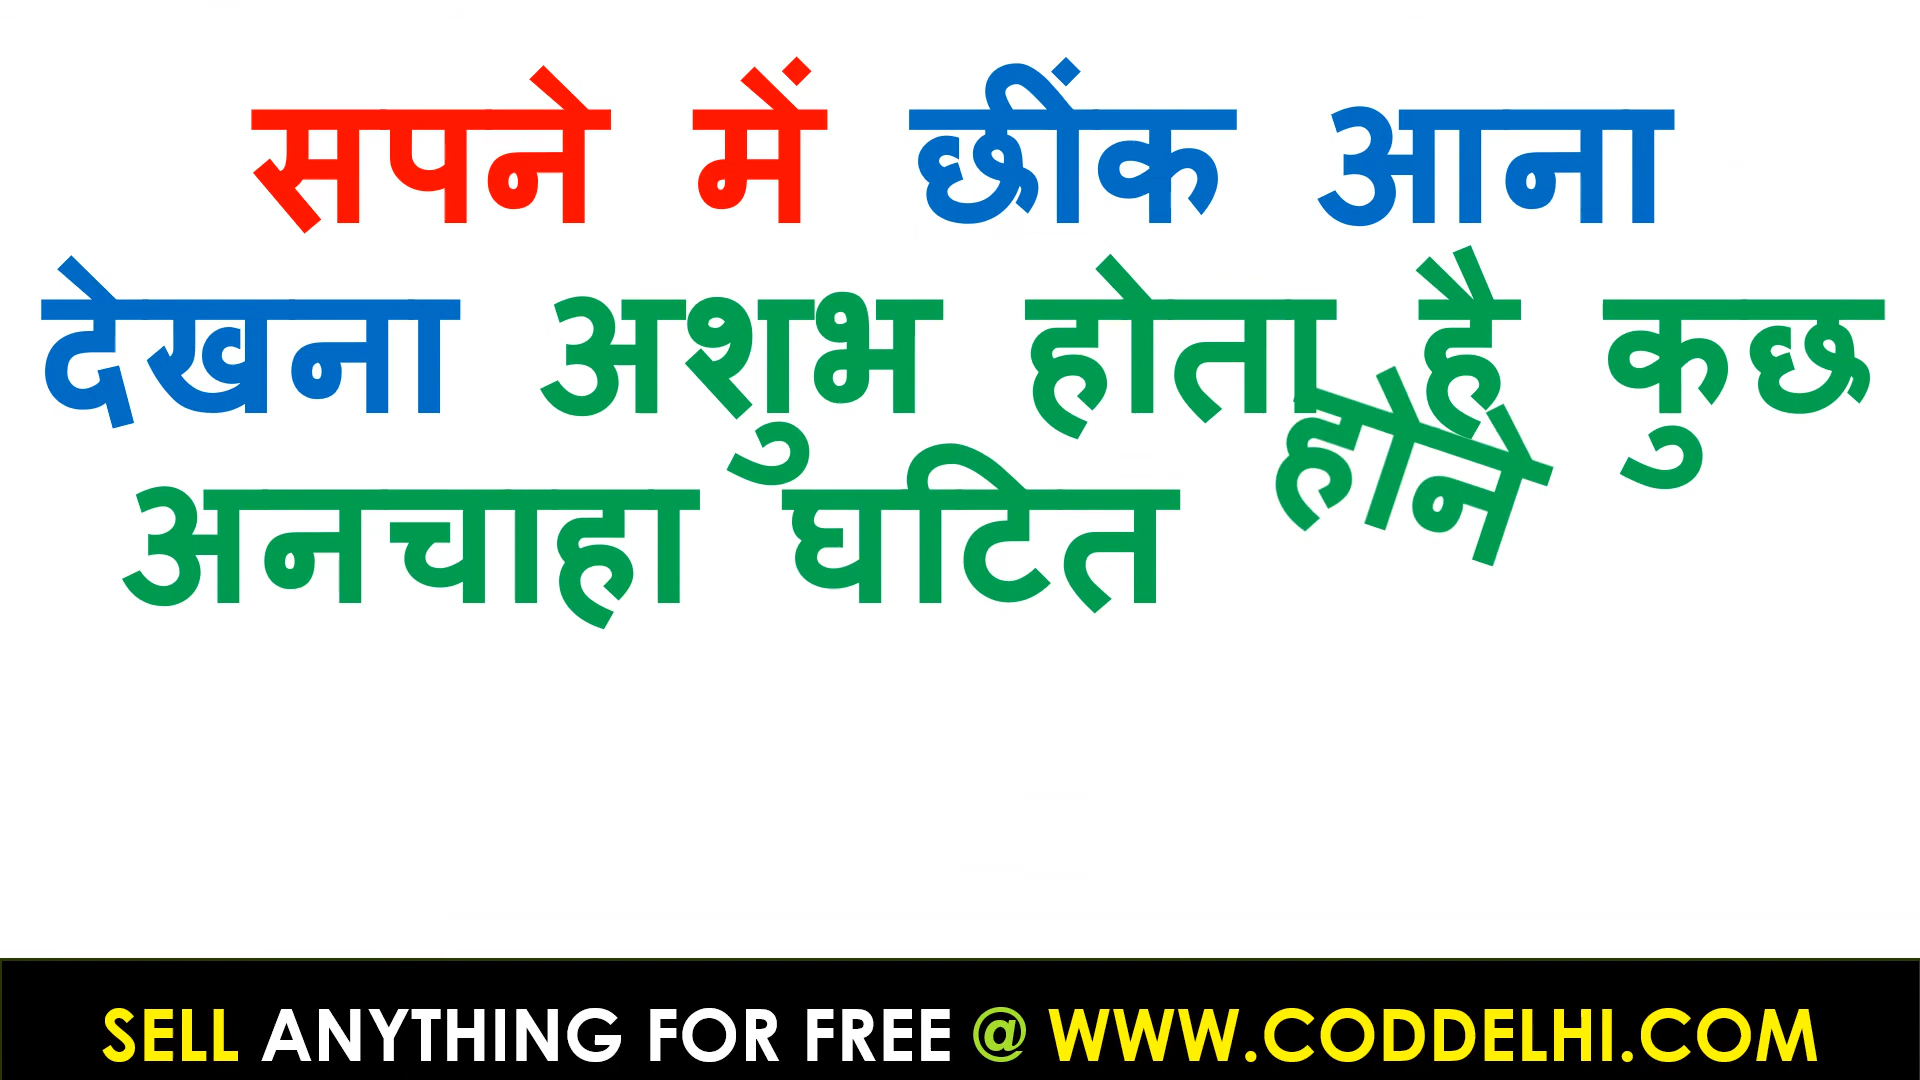 सपने में छींक आना
देखना अशुभ होता है कुछ
अनचाहा घटित होने
SELL ANYTHING FOR FREE @ WWW.CODDELHI.COM